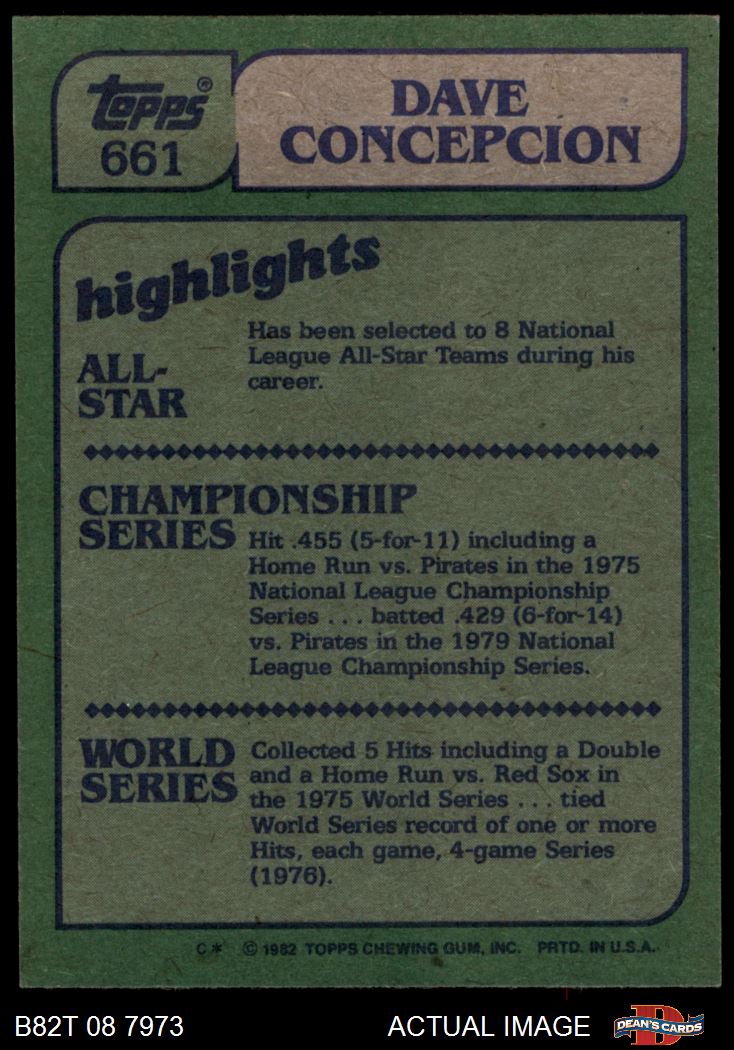 topps®
661
DAVE
CONCEPCION
highlights
ALL-
STAR
Has been selected to 8 National
League All-Star Teams during his
career.
CHAMPIONSHIP
SERIES
Hit .455 (5-for-11) including a
Home Run vs. Pirates in the 1975
National League Championship
Series . . . batted .429 (6-for-14)
vs. Pirates in the 1979 National
League Championship Series.
WORLD
SERIES
Collected 5 Hits including a Double
and a Home Run vs. Red Sox in
the 1975 World Series . . . tied
World Series record of one or more
Hits, each game, 4-game Series
(1976).
C* © 1982 TOPPS CHEWING GUM, INC. PRTD. IN U.S.A.
B82T 08 7973
ACTUAL IMAGE
D
DEAN'S CARDS